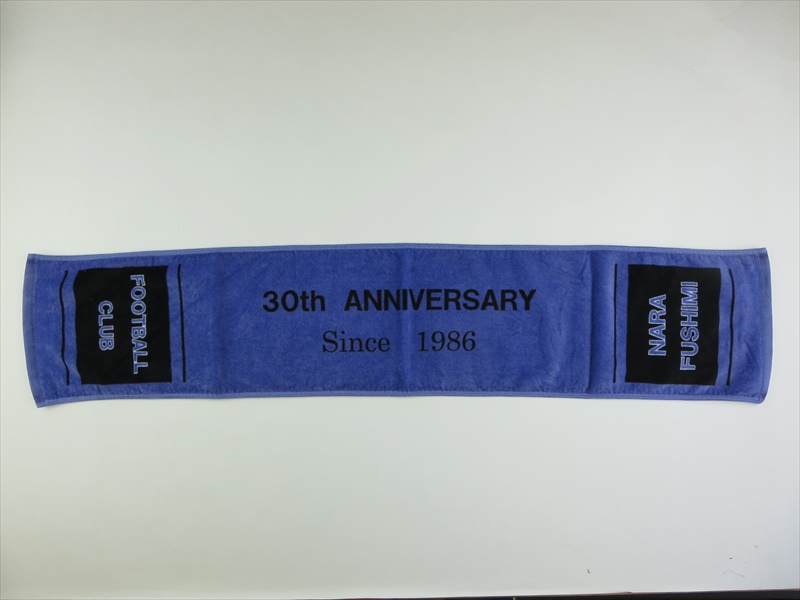 FOOTBALL
CLUB
30th ANNIVERSARY
Since 1986
NARA
FUSHIMI